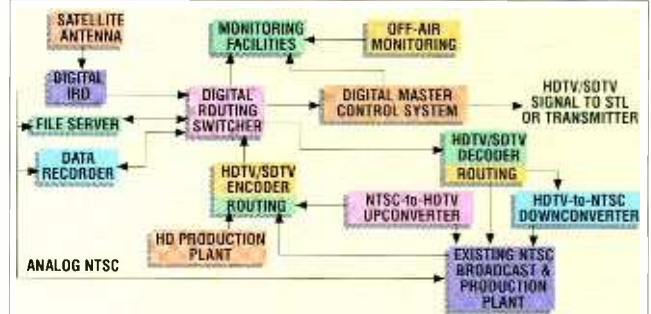 SATELLITE
ANTENNA
MONITORING
FACILITIES
OFF-AIR
MONITORING
DIGITAL
IRD
DIGITAL
ROUTING
SWITCHER
DIGITAL MASTER
CONTROL SYSTEM
HDTV/SDTV
SIGNAL TO STL
OR TRANSMITTER
FILE SERVER
DATA
RECORDER
HDTV/SDTV
ENCODER
ROUTING
HDTV/SDTV
DECODER
ROUTING
NTSC-to-HDTV
UPCONVERTER
HDTV-to-NTSC
DOWNCONVERTER
HD PRODUCTION
PLANT
ANALOG NTSC
EXISTING NTSC
BROADCAST &
PRODUCTION
PLANT